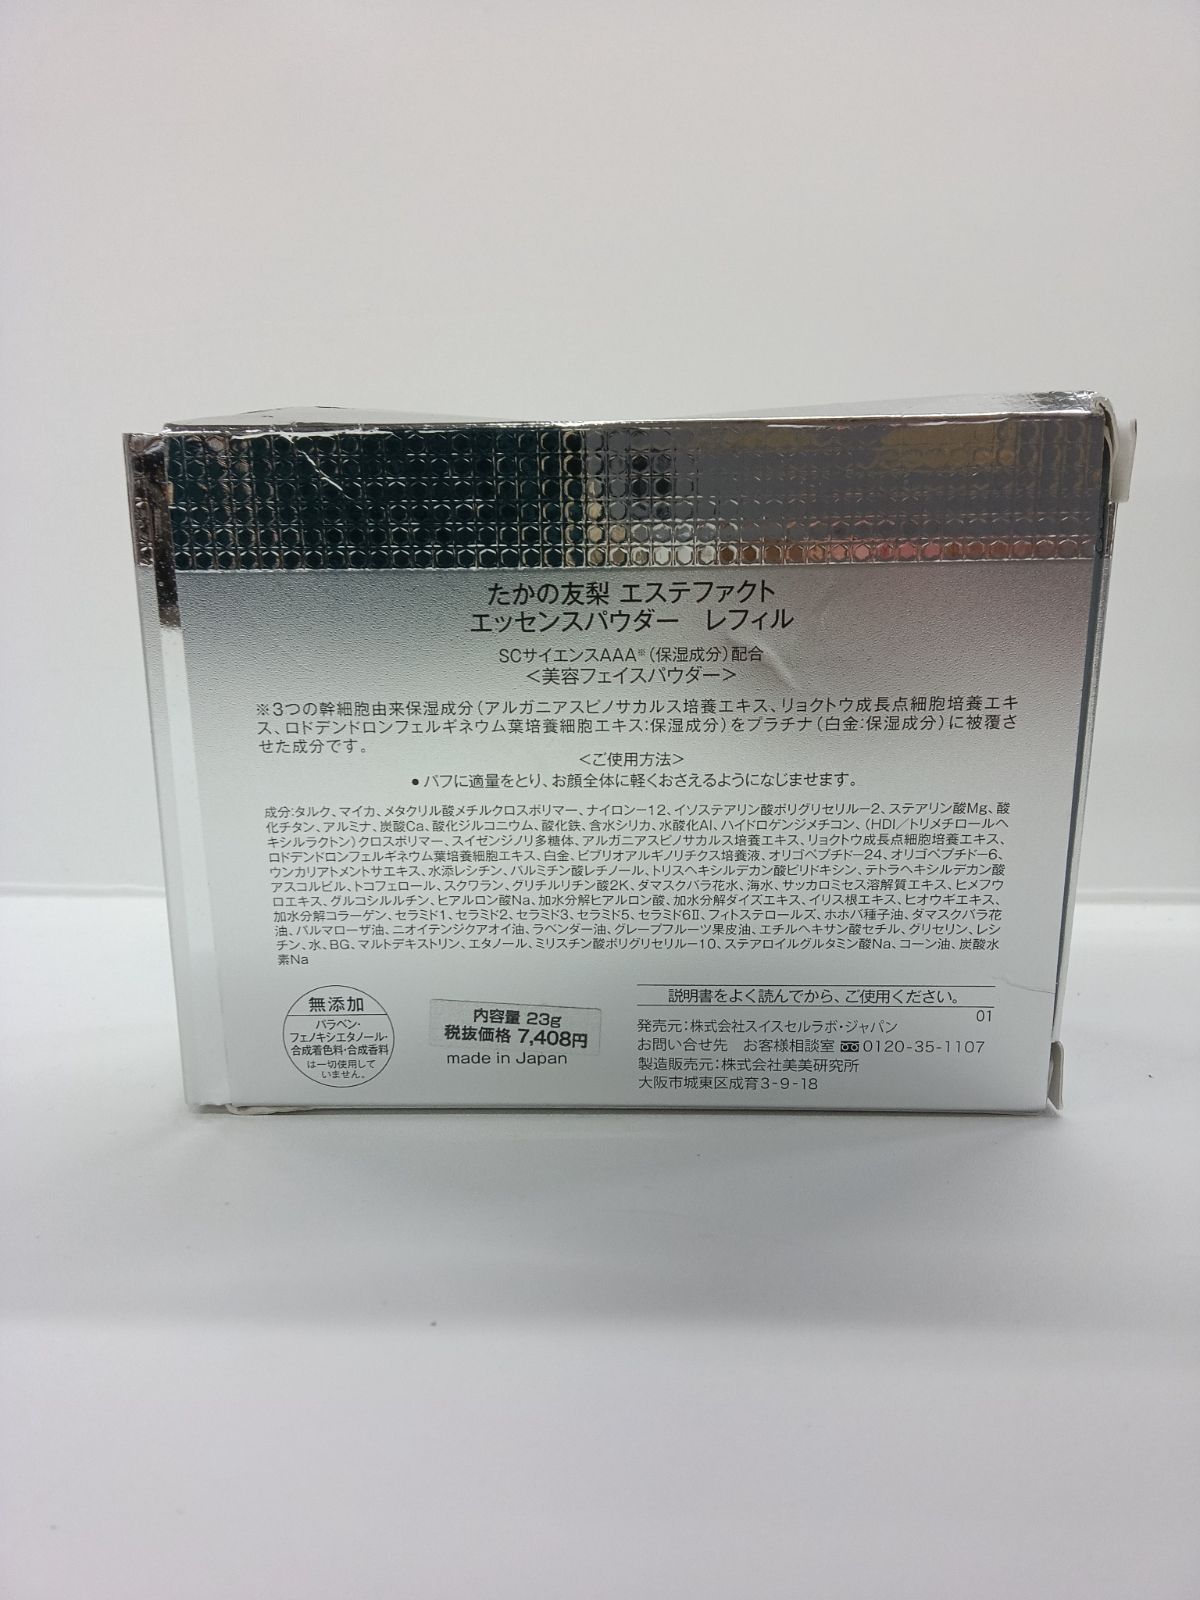 たかの友梨 エステファクト
エッセンスパウダー　レフィル
SCサイエンスAAA※（保湿成分）配合
＜美容フェイスパウダー＞
※3つの幹細胞由来保湿成分（アルガニアスピノサカルス培養エキス、リョクトウ成長点細胞培養エキ
ス、ロドデンドロンフェルギネウム葉培養細胞エキス:保湿成分）をプラチナ（白金:保湿成分）に被覆さ
せた成分です。
＜ご使用方法＞
●パフに適量をとり、お顔全体に軽くおさえるようになじませます。
成分:タルク、マイカ、メタクリル酸メチルクロスポリマー、ナイロン-12、イソステアリン酸ポリグリセリル-2、ステアリン酸Mg、酸
化チタン、アルミナ、炭酸Ca、酸化ジルコニウム、酸化鉄、含水シリカ、水酸化Al、ハイドロゲンジメチコン、（HDI／トリメチロールヘ
キシルラクトン）クロスポリマー、スイゼンジノリ多糖体、アルガニアスピノサカルス培養エキス、リョクトウ成長点細胞培養エキス、
ロドデンドロンフェルギネウム葉培養細胞エキス、白金、ビブリオアルギノリチクス培養液、オリゴペプチド-24、オリゴペプチド-6、
ウンカリアトメントサエキス、水添レシチン、パルミチン酸レチノール、トリスヘキシルデカン酸ピリドキシン、テトラヘキシルデカン酸
アスコルビル、トコフェロール、スクワラン、グリチルリチン酸2K、ダマスクバラ花水、海水、サッカロミセス溶解質エキス、ヒメフウ
ロエキス、グルコシルルチン、ヒアルロン酸Na、加水分解ヒアルロン酸、加水分解ダイズエキス、イリス根エキス、ヒオウギエキス、
加水分解コラーゲン、セラミド1、セラミド2、セラミド3、セラミド5、セラミド6II、フィトステロールズ、ホホバ種子油、ダマスクバラ花
油、パルマローザ油、ニオイテンジクアオイ油、ラベンダー油、グレープフルーツ果皮油、エチルヘキサン酸セチル、グリセリン、レシ
チン、水、BG、マルトデキストリン、エタノール、ミリスチン酸ポリグリセリル-10、ステアロイルグルタミン酸Na、コーン油、炭酸水
素Na
無添加
パラベン・
フェノキシエタノール・
合成着色料・合成香料
は一切使用して
いません。
内容量 23g
税抜価格 7,408円
made in Japan
説明書をよく読んでから、ご使用ください。
01
発売元：株式会社スイスセルラボ・ジャパン
お問い合せ先　お客様相談室 0120-35-1107
製造販売元：株式会社美美研究所
大阪市城東区成育3-9-18